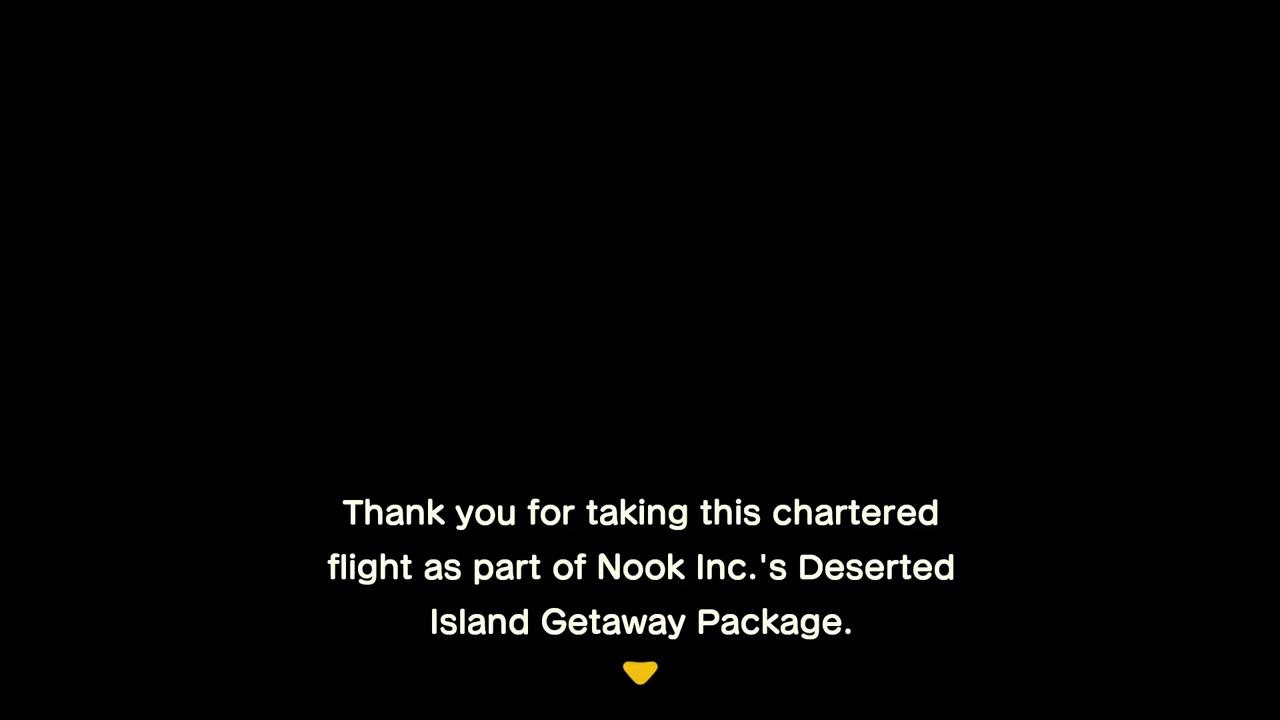 Thank you for taking this chartered
flight as part of Nook Inc.'s Deserted
Island Getaway Package.